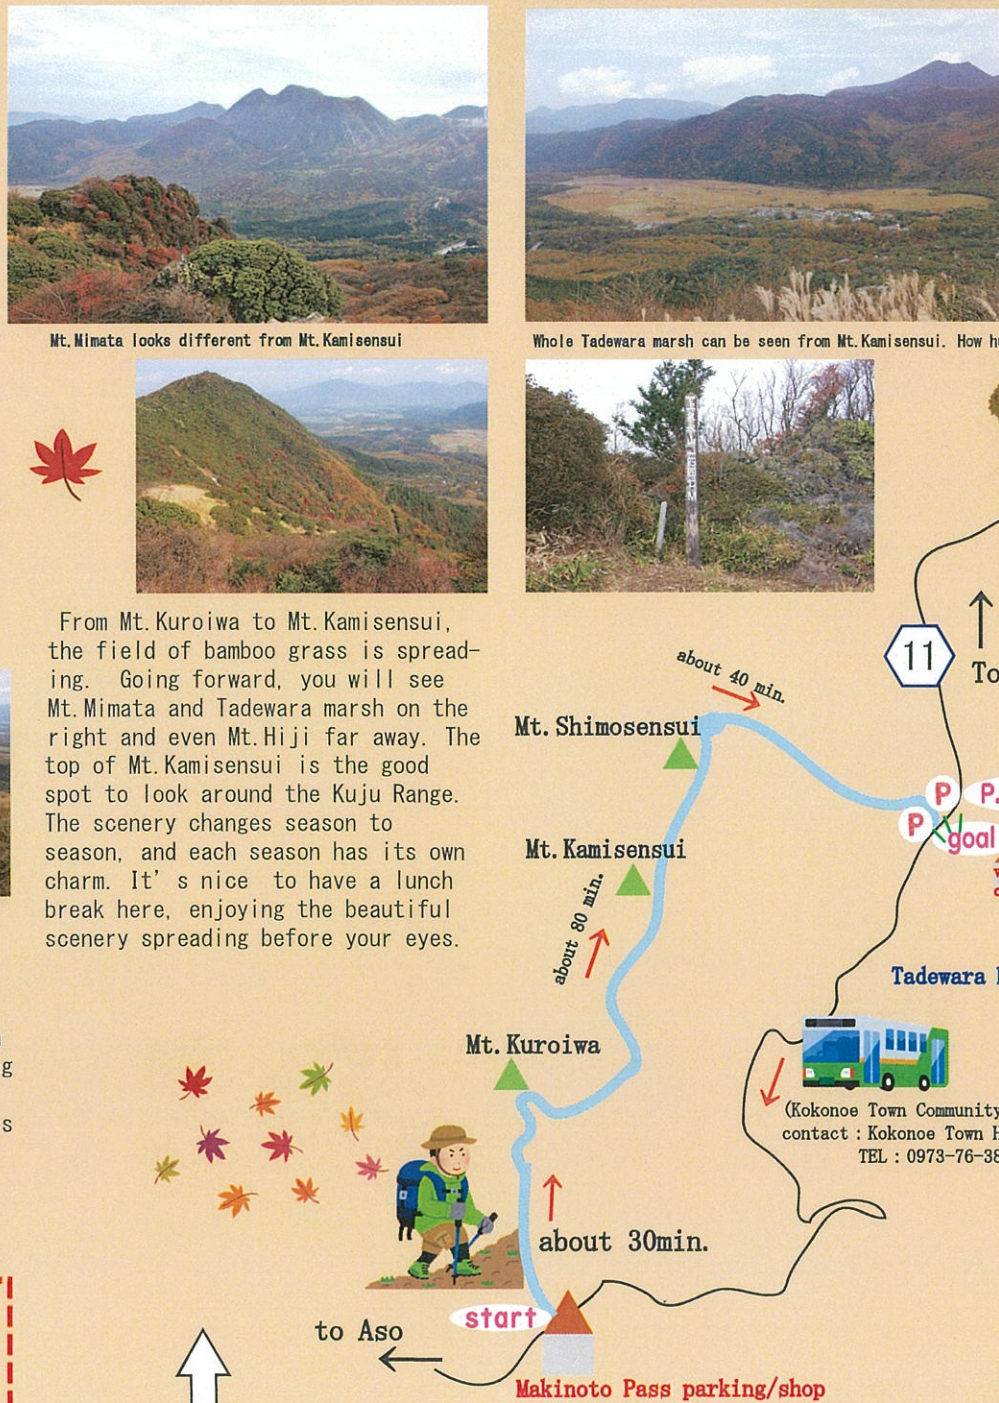 Mt.Mimata looks different from Mt.Kamisensui
Whole Tadewara marsh can be seen from Mt.Kamisensui. How
From Mt.Kuroiwa to Mt.Kamisensui,
the field of bamboo grass is spread-
ing. Going forward, you will see
Mt.Mimata and Tadewara marsh on the
right and even Mt.Hiji far away. The
top of Mt.Kamisensui is the good
spot to look around the Kuju Range.
The scenery changes season to
season, and each season has its own
charm. It's nice to have a lunch
break here, enjoying the beautiful
scenery spreading before your eyes.
g
s
11
To
about 40 min.
Mt.Shimosensui
P
P.
P
goal
Mt.Kamisensui
about 80 min.
Tadewara
Mt.Kuroiwa
(Kokonoe Town Community
contact : Kokonoe Town H
TEL : 0973-76-38
about 30min.
start
to Aso
Makinoto Pass parking/shop